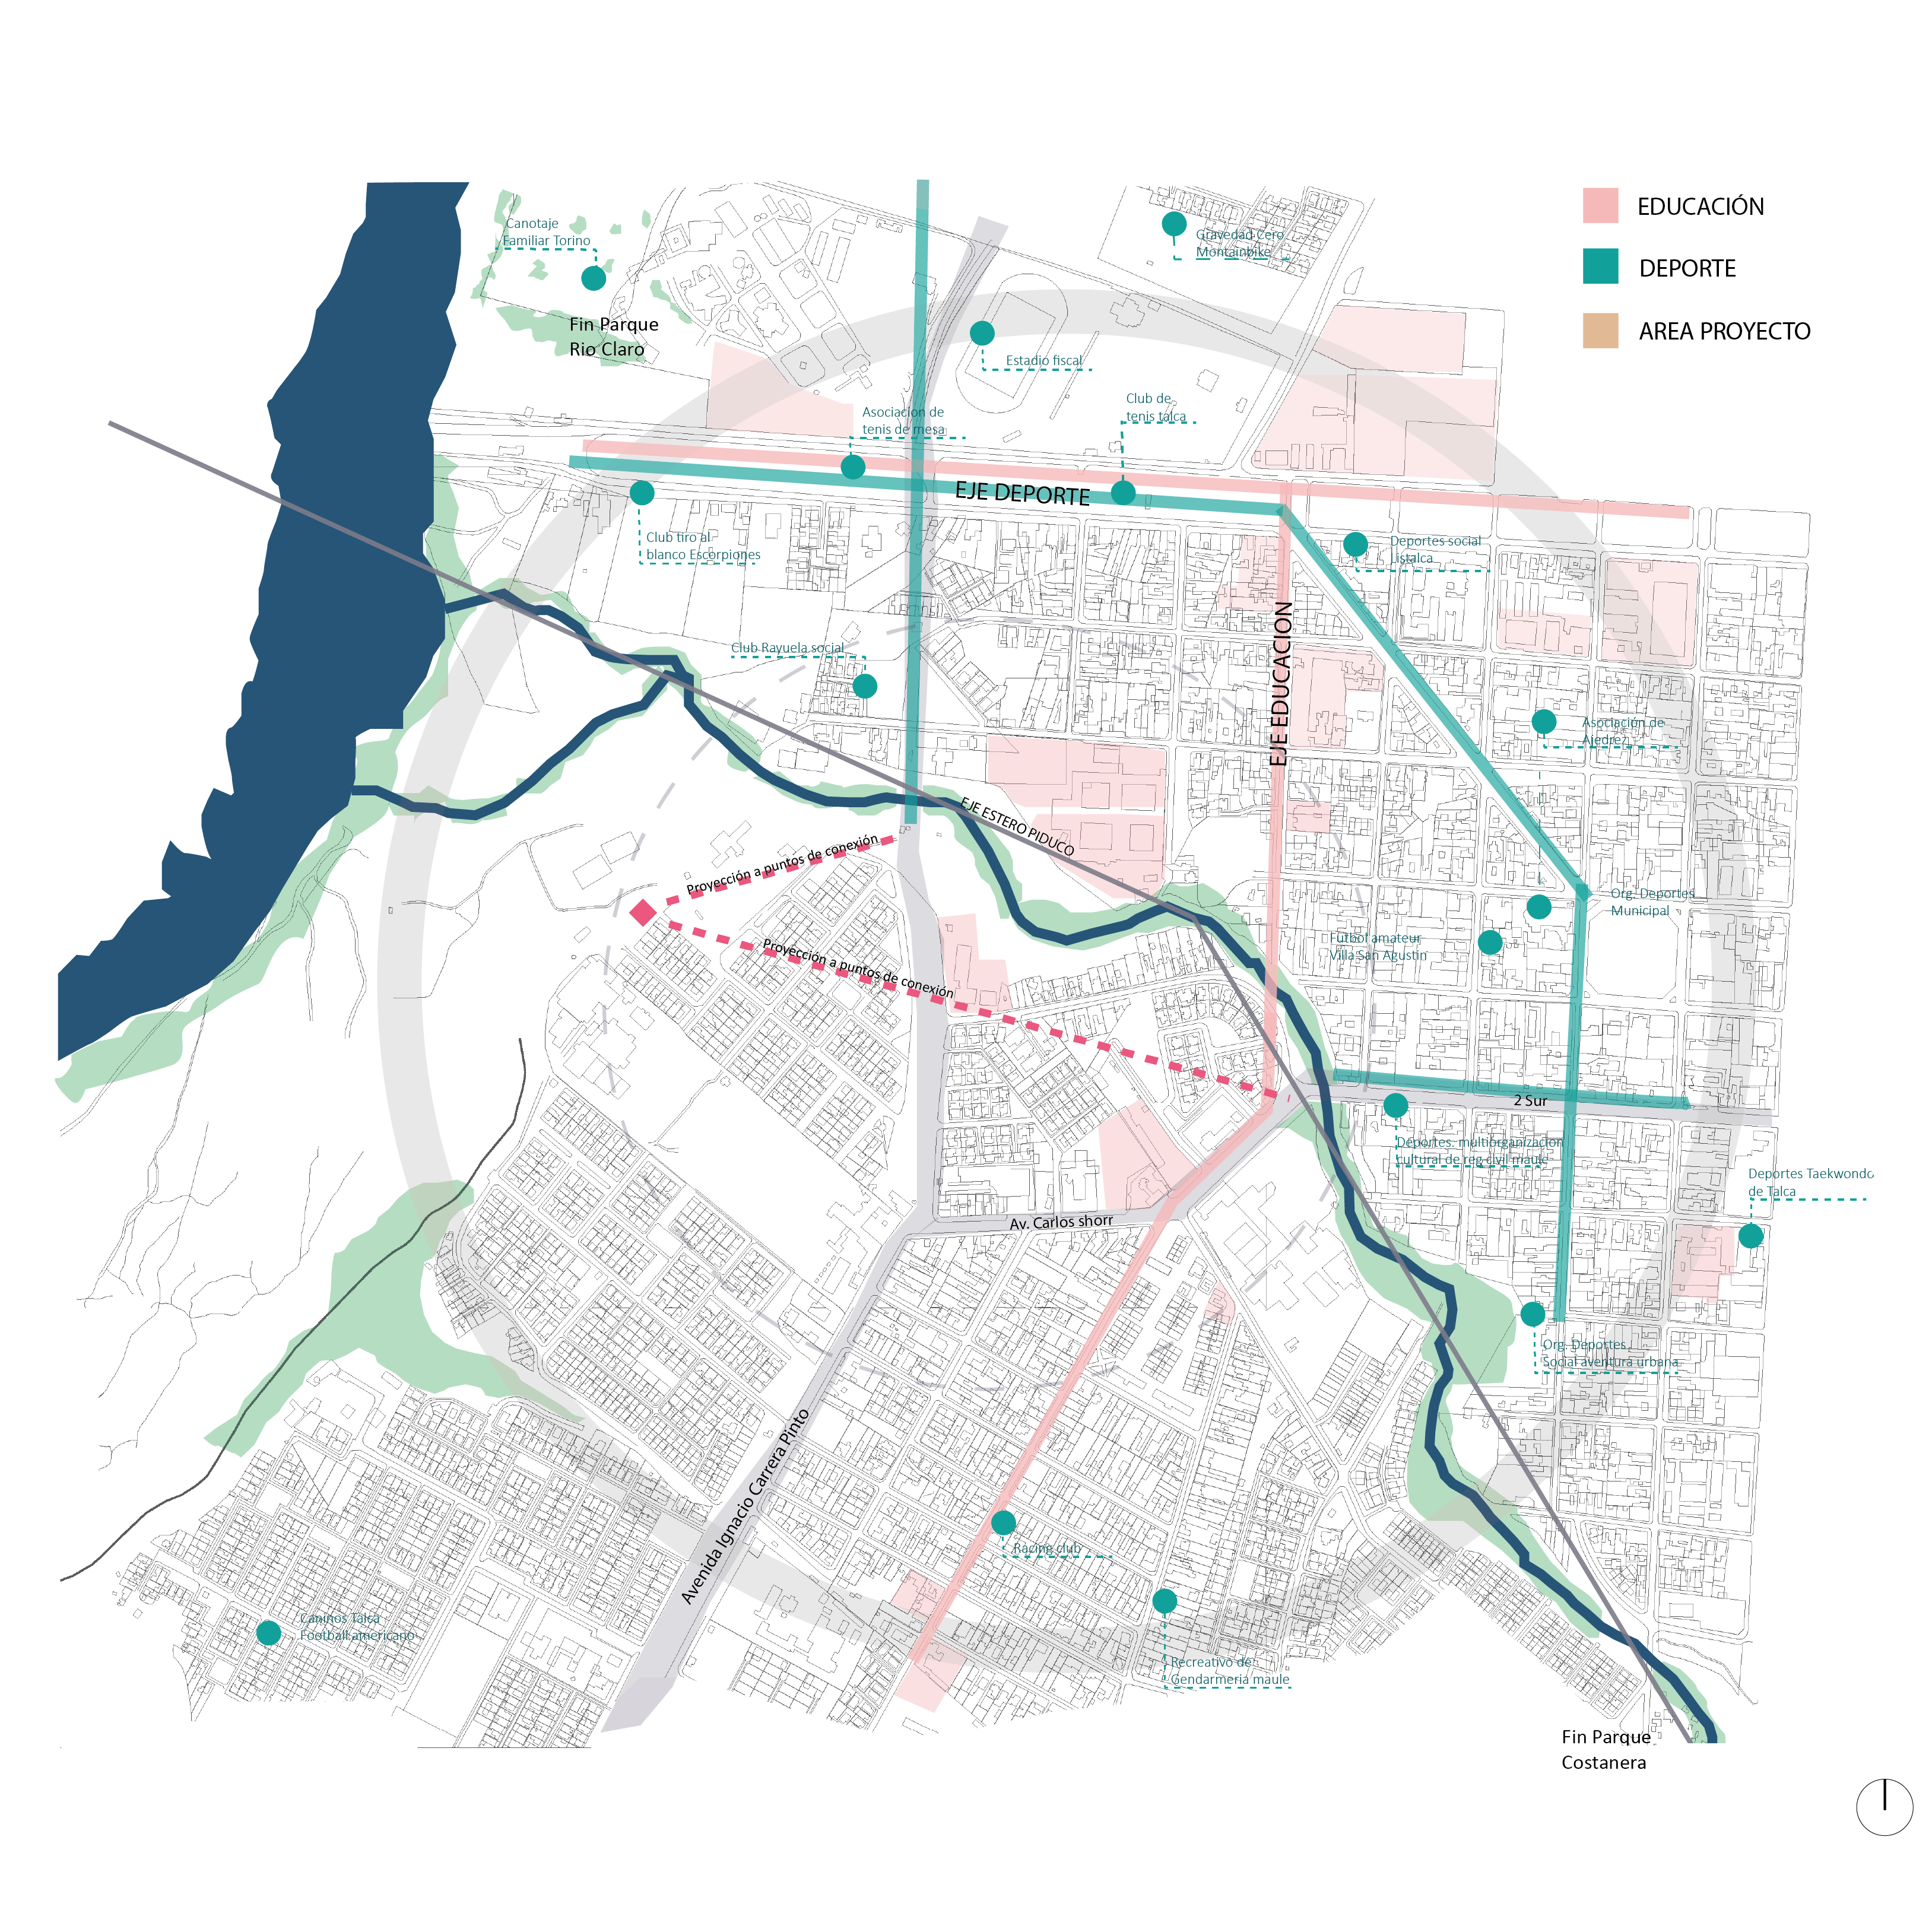 EDUCACIÓN
DEPORTE
AREA PROYECTO
Canotaje
Familiar Torino
Fin Parque
Rio Claro
Gravedad Cero
Montainbike
Estadio fiscal
Club de
tenis talca
Asociacion de
tenis de mesa
EJE DEPORTE
Club tiro al
blanco Escorpiones
Deportes social
Listalca
EJE EDUCACION
Club Rayuela social
Asociación de
Ajedrez
EJE ESTERO PIDUCO
Proyección a puntos de conexión
Proyección a puntos de conexión
Org. Deportes
Municipal
Futbol amateur
Villa San Agustin
2 Sur
Deportes. multiorganizacion
cultural de reg civil maule
Deportes Taekwondo
de Talca
Av. Carlos shorr
Org. Deportes
Social aventura urbana
Avenida Ignacio Carrera Pinto
Racing club
Caninos Talca
Football americano
Recreativo de
Gendarmeria maule
Fin Parque
Costanera